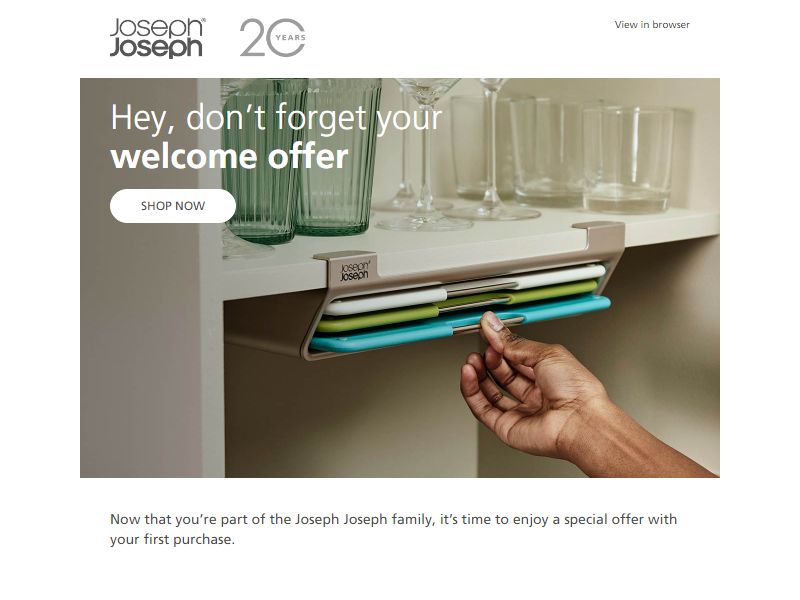 Joseph®
Joseph
20 YEARS
View in browser
Hey, don't forget your
welcome offer
SHOP NOW
Joseph®
Joseph
Now that you're part of the Joseph Joseph family, it's time to enjoy a special offer with
your first purchase.